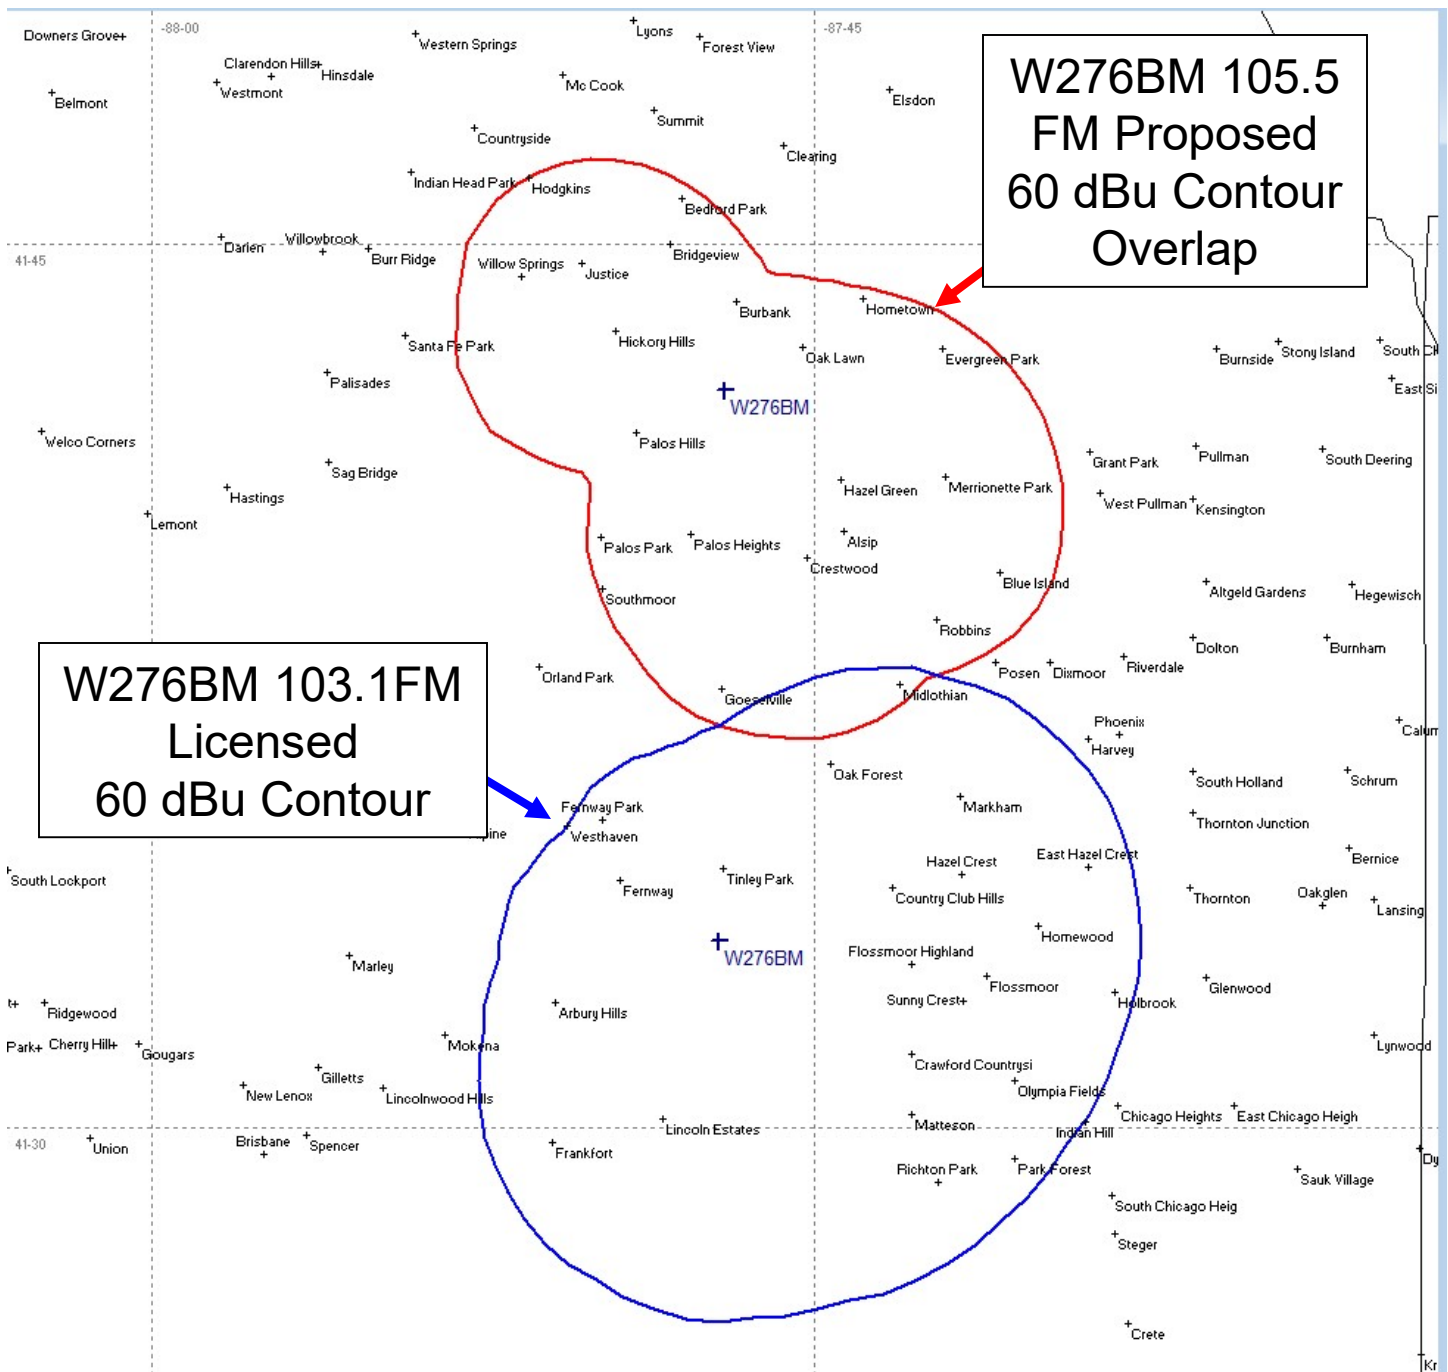 -88-00
-87-45
Downers Grove
Western Springs
Lyons
Forest View
Clarendon Hills
Hinsdale
Westmont
Mc Cook
Belmont
Elsdon
Summit
Countryside
Clearing
W276BM 105.5
FM Proposed
60 dBu Contour
Overlap
Indian Head Park
Hodgkins
Bedford Park
Darien
Willowbrook
Burr Ridge
Willow Springs
Justice
Bridgeview
41-45
Burbank
Hometown
Santa Fe Park
Hickory Hills
Oak Lawn
Evergreen Park
Burnside
Stony Island
South Ch
Palisades
East Si
W276BM
Welco Corners
Palos Hills
Sag Bridge
Grant Park
Pullman
South Deering
Hastings
Hazel Green
Merrionette Park
West Pullman
Kensington
Lemont
Palos Park
Palos Heights
Alsip
Crestwood
Blue Island
Altgeld Gardens
Hegewisch
Southmoor
Robbins
Dolton
Burnham
W276BM 103.1FM
Licensed
60 dBu Contour
Orland Park
Posen
Dixmoor
Riverdale
Goeselville
Midlothian
Phoenix
Harvey
Calum
Oak Forest
South Holland
Schrum
Fernway Park
Westhaven
Markham
Thornton Junction
pine
Hazel Crest
East Hazel Crest
Bernice
South Lockport
Fernway
Tinley Park
Country Club Hills
Thornton
Oakglen
Lansing
Homewood
W276BM
Flossmoor Highland
Marley
Flossmoor
Glenwood
Ridgewood
Arbury Hills
Sunny Crest
Holbrook
Park
Cherry Hill
Gougars
Mokena
Lynwood
Crawford Countrysi
Gilletts
New Lenox
Lincolnwood Hills
Olympia Fields
Chicago Heights
East Chicago Heigh
41-30
Union
Brisbane
Spencer
Lincoln Estates
Matteson
Indian Hill
Frankfort
Dy
Richton Park
Park Forest
Sauk Village
South Chicago Heig
Steger
Crete
Kr